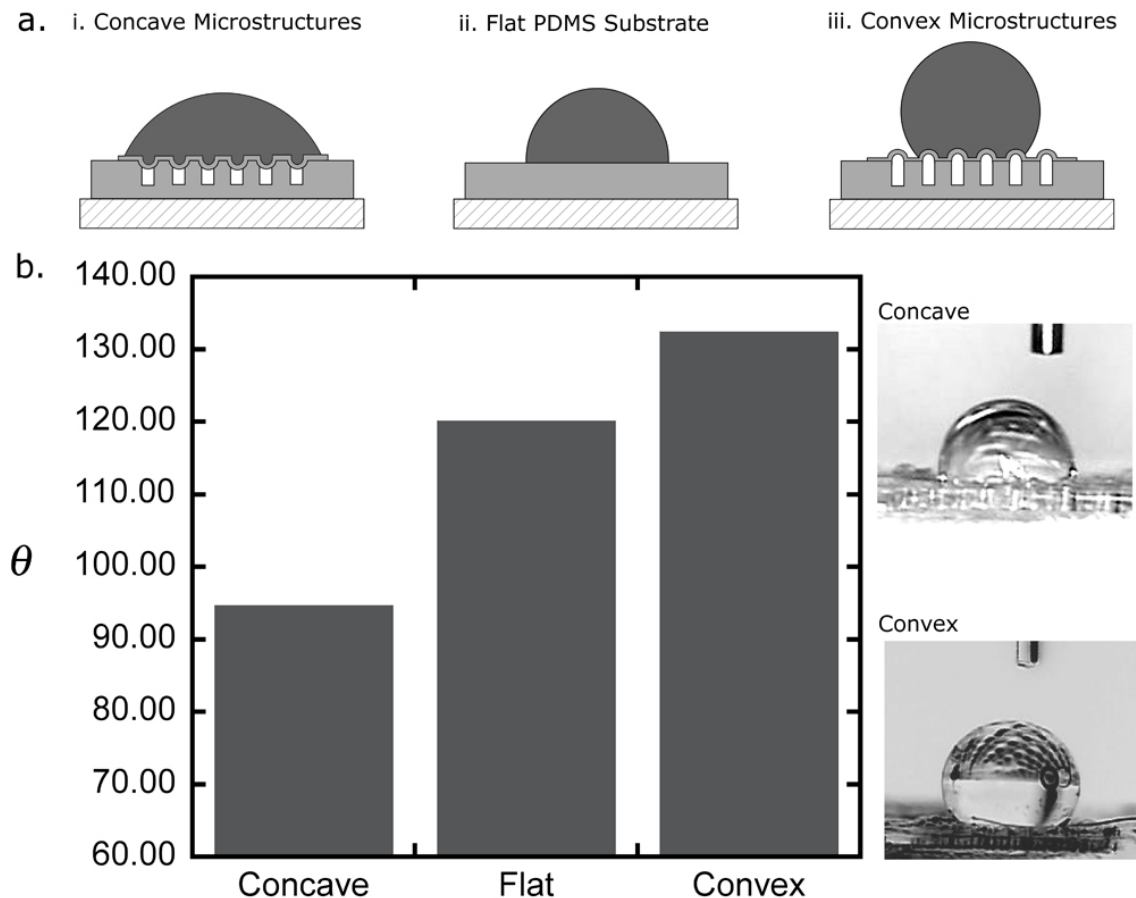 a.
i. Concave Microstructures
ii. Flat PDMS Substrate
iii. Convex Microstructures
b.
140.00
130.00
120.00
110.00
100.00
90.00
80.00
70.00
60.00
θ
Concave
Flat
Convex
Concave
Convex